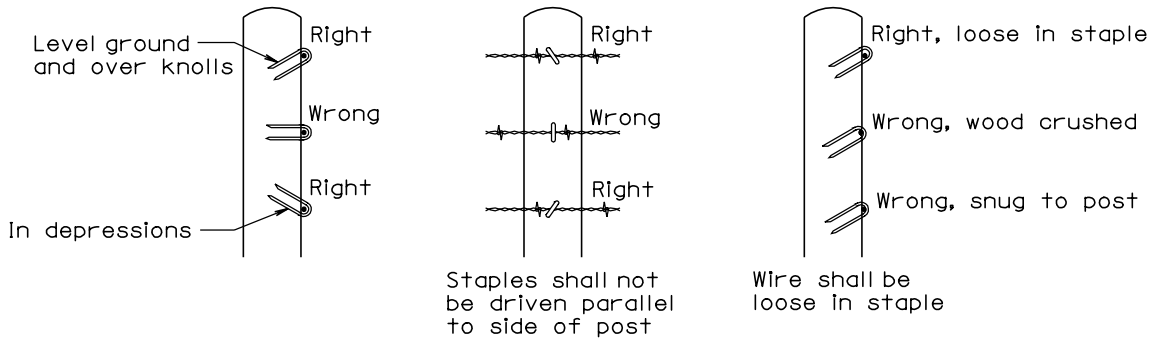 Level ground
and over knolls
Right
Wrong
Right
In depressions
Right
Wrong
Right
Staples shall not
be driven parallel
to side of post
Right, loose in staple
Wrong, wood crushed
Wrong, snug to post
Wire shall be
loose in staple